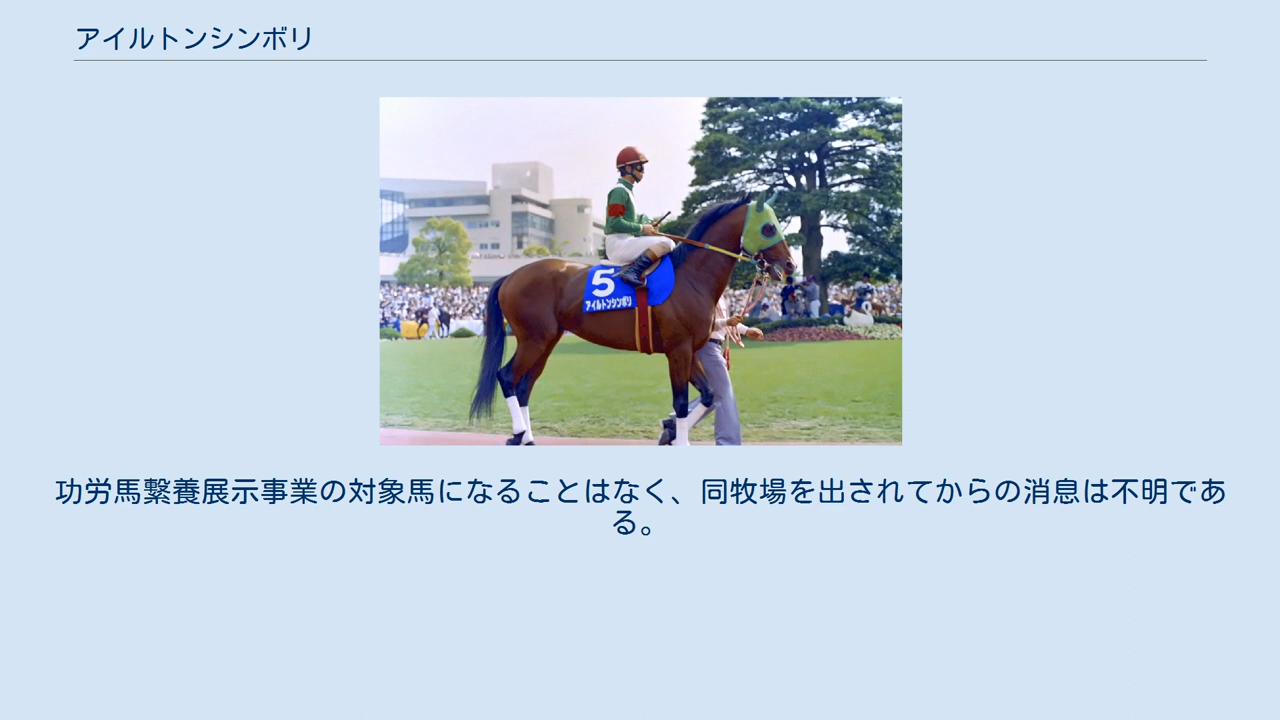 アイルトンシンボリ
5
アイルトンシンボリ
功労馬繋養展示事業の対象馬になることはなく、同牧場を出されてからの消息は不明であ
る。